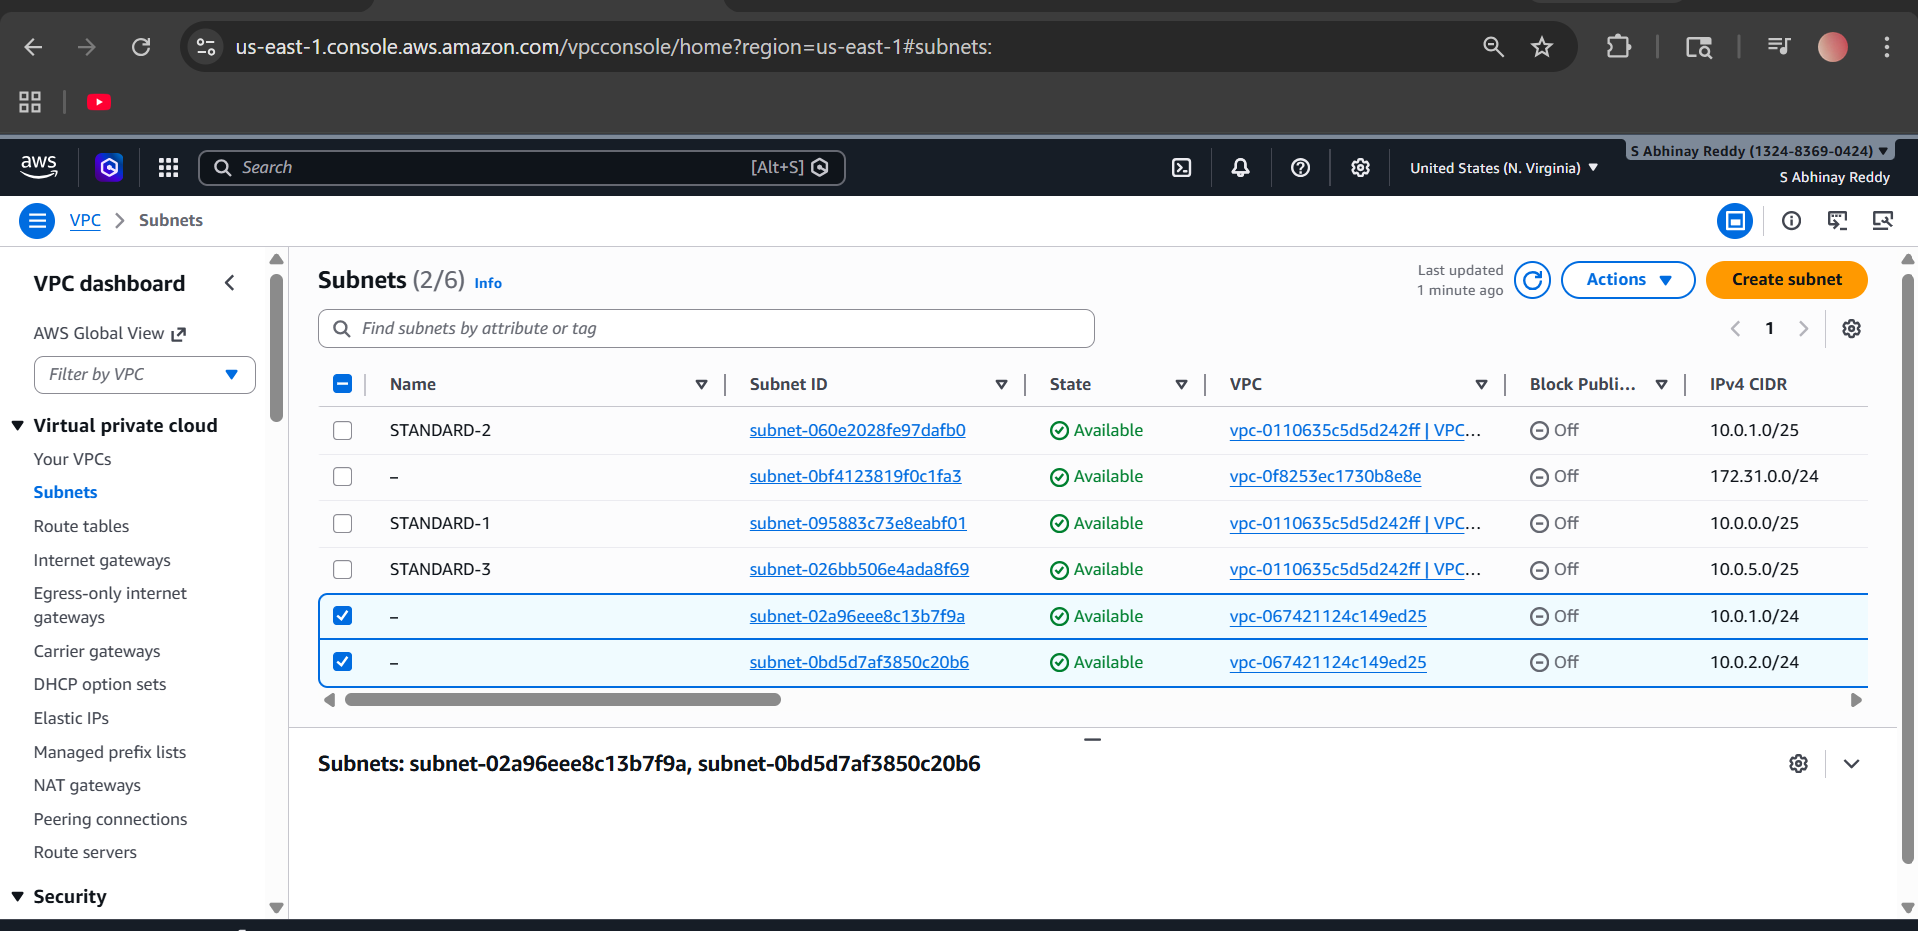 us-east-1.console.aws.amazon.com/vpcconsole/home?region=us-east-1#subnets:
aws
Search
[Alt+S]
United States (N. Virginia)
S Abhinay Reddy (1324-8369-0424)
S Abhinay Reddy
VPC
Subnets
VPC dashboard
AWS Global View
Filter by VPC
Virtual private cloud
Your VPCs
Subnets
Route tables
Internet gateways
Egress-only internet
gateways
Carrier gateways
DHCP option sets
Elastic IPs
Managed prefix lists
NAT gateways
Peering connections
Route servers
Security
Subnets (2/6) Info
Last updated
1 minute ago
Actions
Create subnet
Find subnets by attribute or tag
1
Name Subnet ID State VPC Block Publi... IPv4 CIDR
STANDARD-2 subnet-060e2028fe97dafb0 Available vpc-0110635c5d5d242ff | VPC... Off 10.0.1.0/25
– subnet-0bf4123819f0c1fa3 Available vpc-0f8253ec1730b8e8e Off 172.31.0.0/24
STANDARD-1 subnet-095883c73e8eabf01 Available vpc-0110635c5d5d242ff | VPC... Off 10.0.0.0/25
STANDARD-3 subnet-026bb506e4ada8f69 Available vpc-0110635c5d5d242ff | VPC... Off 10.0.5.0/25
– subnet-02a96eee8c13b7f9a Available vpc-067421124c149ed25 Off 10.0.1.0/24
– subnet-0bd5d7af3850c20b6 Available vpc-067421124c149ed25 Off 10.0.2.0/24
Subnets: subnet-02a96eee8c13b7f9a, subnet-0bd5d7af3850c20b6